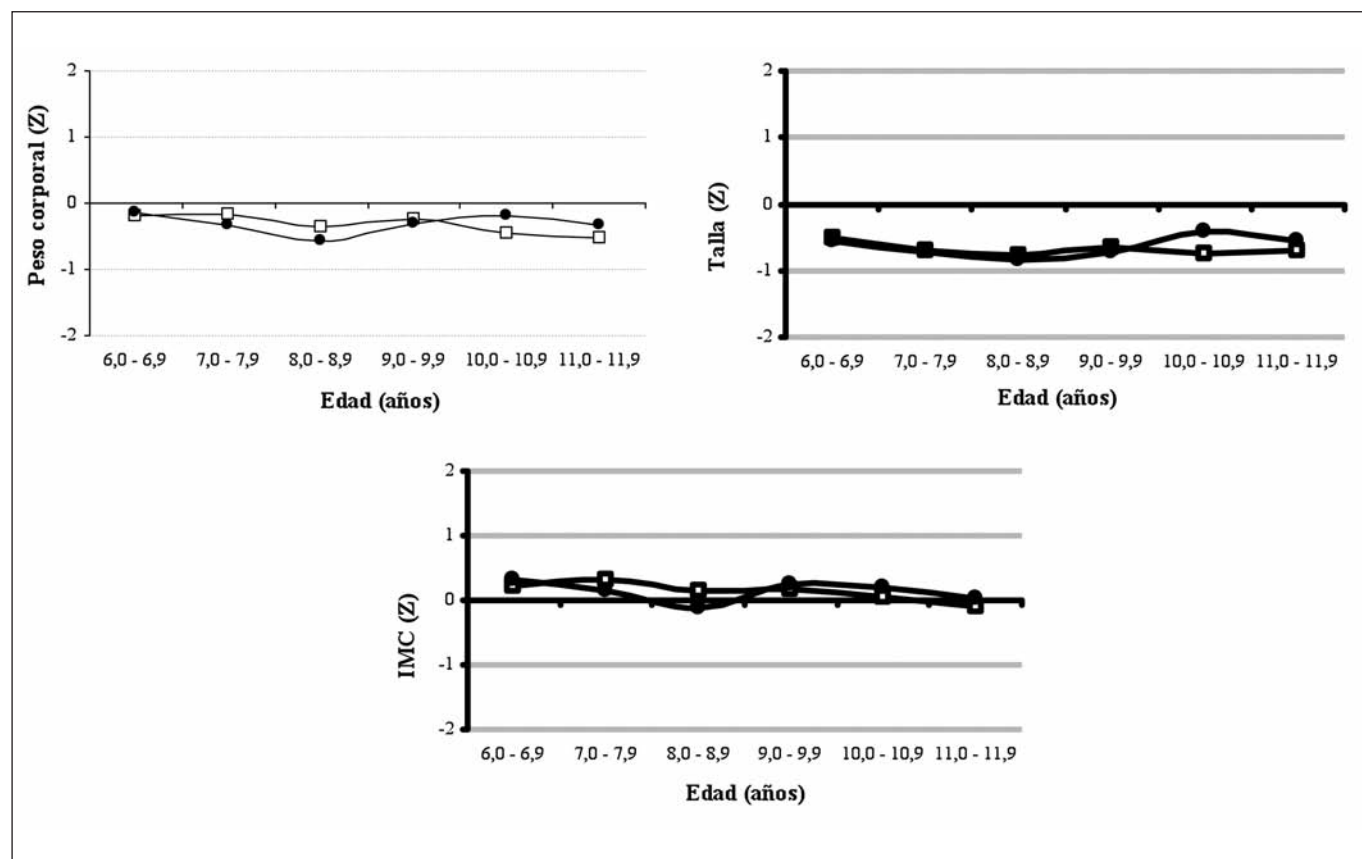 2
1
0
-1
-2
Peso corporal (Z)
6,0 - 6,9 7,0 - 7,9 8,0 - 8,9 9,0 - 9,9 10,0 - 10,9 11,0 - 11,9
Edad (años)
2
1
0
-1
-2
Talla (Z)
6,0 - 6,9 7,0 - 7,9 8,0 - 8,9 9,0 - 9,9 10,0 - 10,9 11,0 - 11,9
Edad (años)
2
1
0
-1
-2
IMC (Z)
6,0 - 6,9 7,0 - 7,9 8,0 - 8,9 9,0 - 9,9 10,0 - 10,9 11,0 - 11,9
Edad (años)